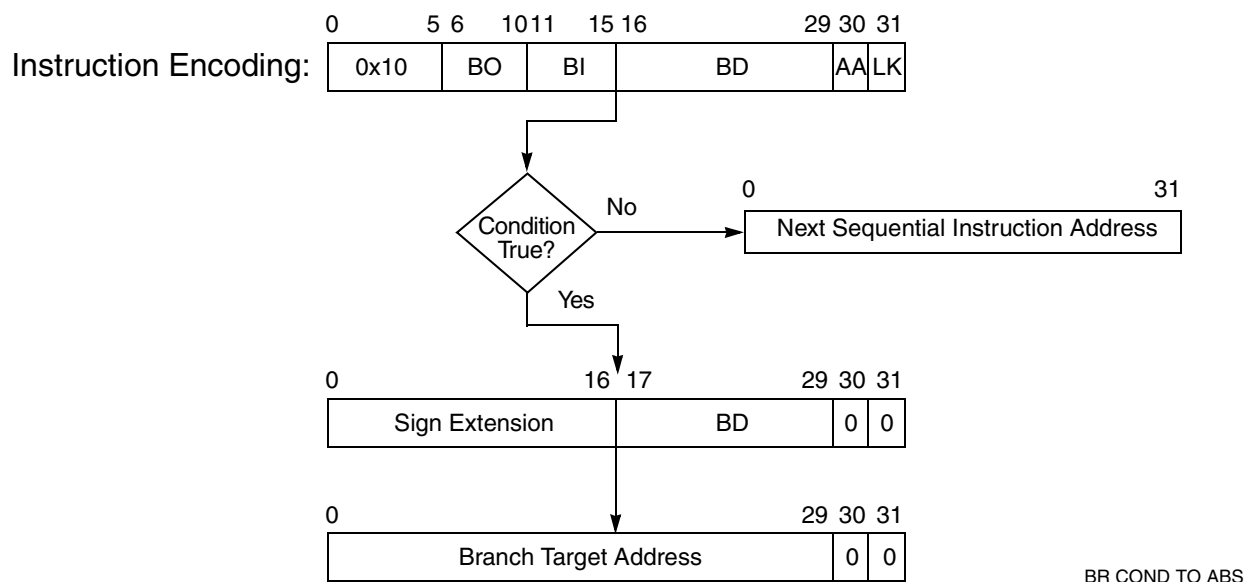 0 5 6 10 11 15 16 29 30 31
Instruction Encoding: 0x10 BO BI BD AA LK
Condition
True?
No
0 31
Next Sequential Instruction Address
Yes
0 16 17 29 30 31
Sign Extension BD 0 0
0 29 30 31
Branch Target Address 0 0
BR COND TO ABS